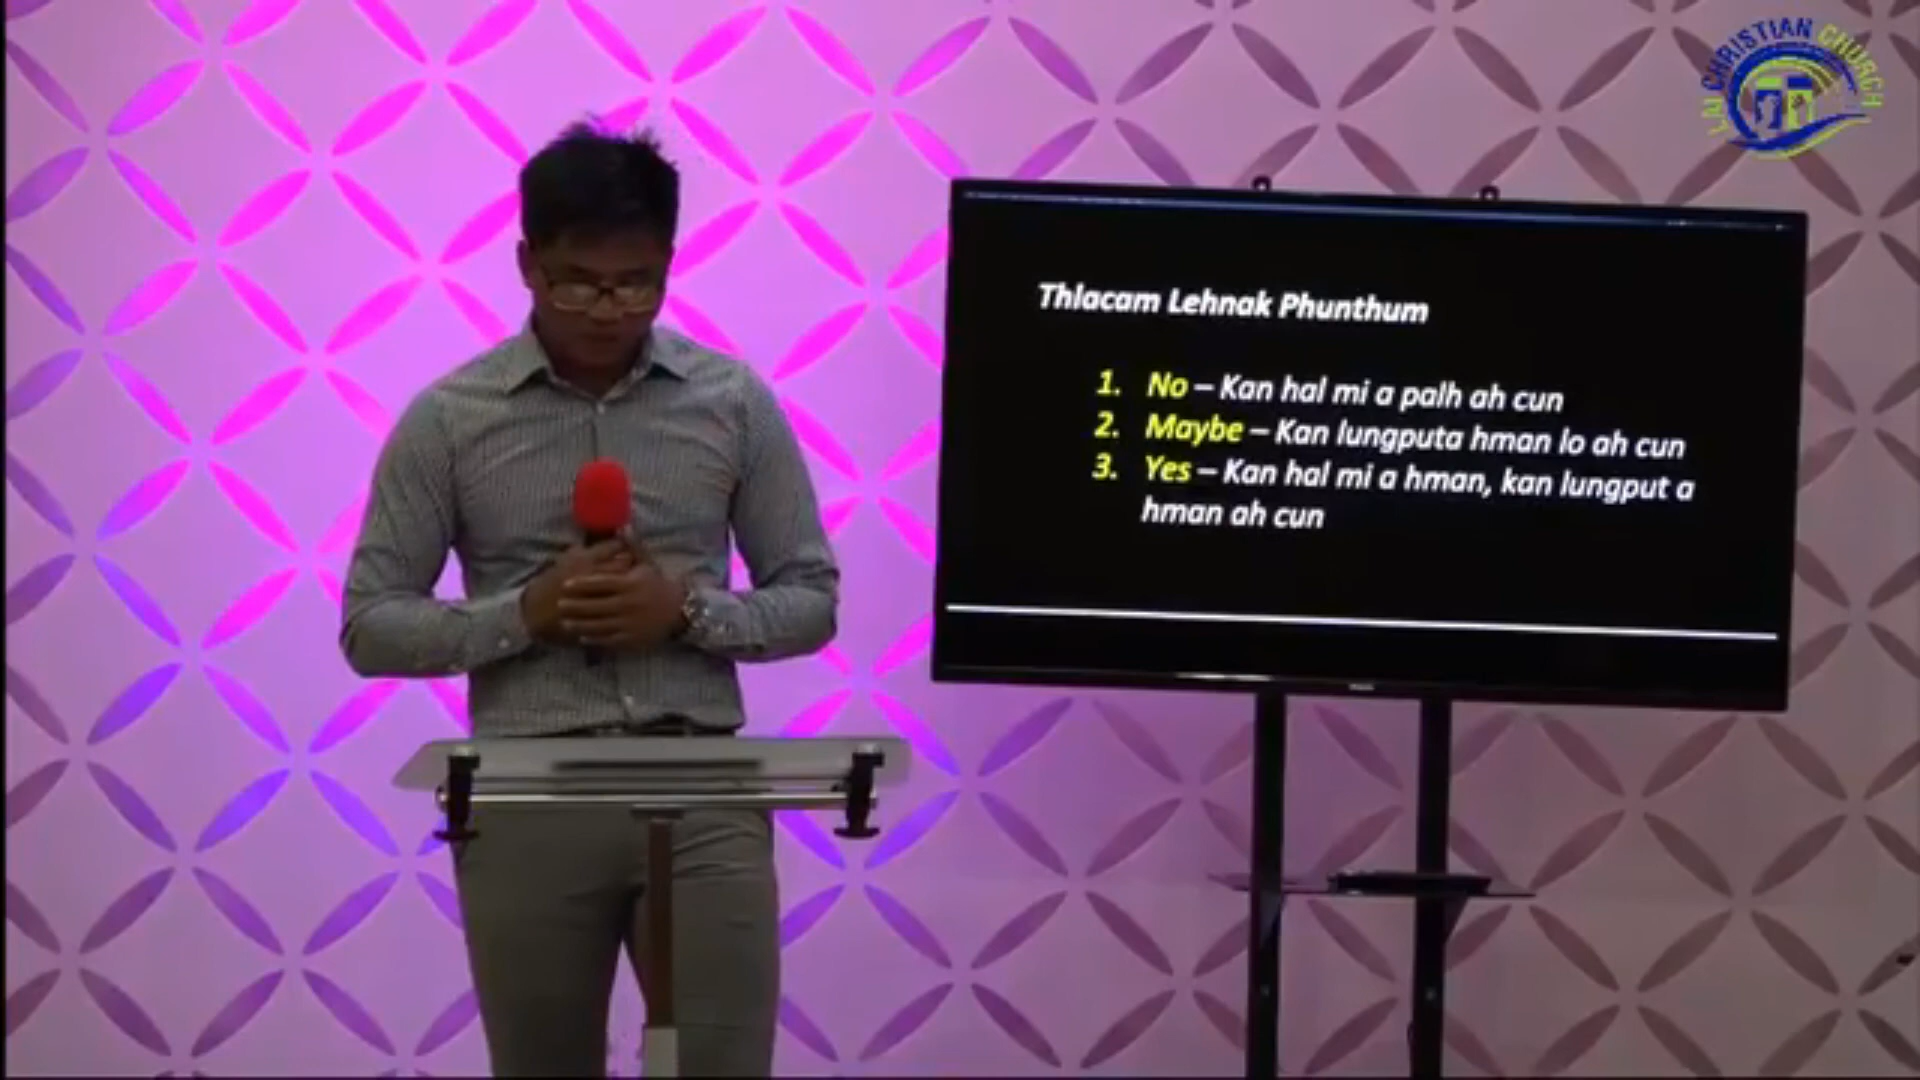 LAI CHRISTIAN CHURCH
Thlacam Lehnak Phunthum
1. No – Kan hal mi a palh ah cun
2. Maybe – Kan lungputa hman lo ah cun
3. Yes – Kan hal mi a hman, kan lungput a
hman ah cun